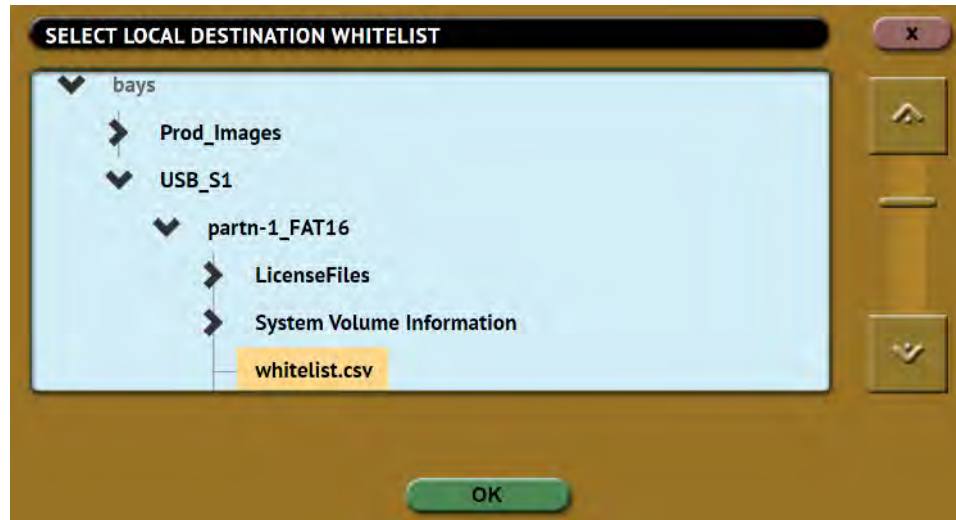 SELECT LOCAL DESTINATION WHITELIST
x
bays
Prod_Images
USB_S1
partn-1_FAT16
LicenseFiles
System Volume Information
whitelist.csv
OK